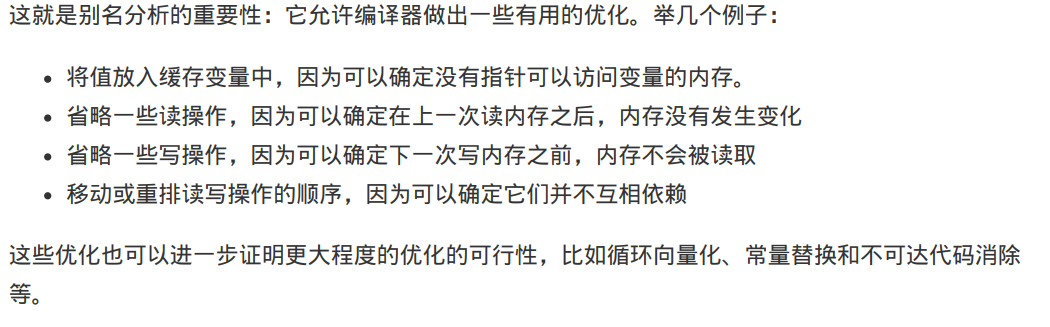 这就是别名分析的重要性：它允许编译器做出一些有用的优化。举几个例子：
• 将值放入缓存变量中，因为可以确定没有指针可以访问变量的内存。
• 省略一些读操作，因为可以确定在上一次读内存之后，内存没有发生变化
• 省略一些写操作，因为可以确定下一次写内存之前，内存不会被读取
• 移动或重排读写操作的顺序，因为可以确定它们并不互相依赖
这些优化也可以进一步证明更大程度的优化的可行性，比如循环向量化、常量替换和不可达代码消除
等。